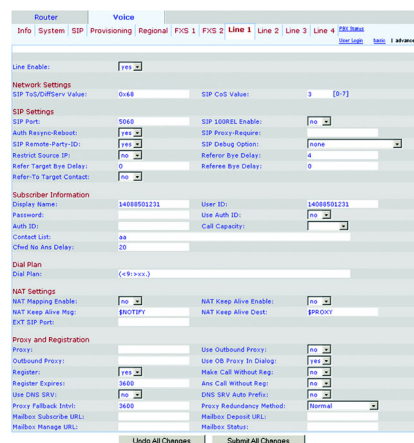 Router Voice
Info System SIP Provisioning Regional FXS 1 FXS 2 Line 1 Line 2 Line 3 Line 4 PBX Status
User Login basic | advanced
Line Enable: yes
Network Settings
SIP ToS/DiffServ Value: 0x68 SIP CoS Value: 3 [0-7]
SIP Settings
SIP Port: 5060 SIP 100REL Enable: no
Auth Resync-Reboot: yes SIP Proxy-Require:
SIP Remote-Party-ID: yes SIP Debug Option: none
Restrict Source IP: no Referor Bye Delay: 4
Refer Target Bye Delay: 0 Referee Bye Delay: 0
Refer-To Target Contact: no
Subscriber Information
Display Name: 14088501231 User ID: 14088501231
Password: Use Auth ID: no
Auth ID: Call Capacity:
Contact List: aa
Cfwd No Ans Delay: 20
Dial Plan
Dial Plan: (<9:>xx.)
NAT Settings
NAT Mapping Enable: no NAT Keep Alive Enable: no
NAT Keep Alive Msg: $NOTIFY NAT Keep Alive Dest: $PROXY
EXT SIP Port:
Proxy and Registration
Proxy: Use Outbound Proxy: no
Outbound Proxy: Use OB Proxy In Dialog: yes
Register: yes Make Call Without Reg: no
Register Expires: 3600 Ans Call Without Reg: no
Use DNS SRV: no DNS SRV Auto Prefix: no
Proxy Fallback Intvl: 3600 Proxy Redundancy Method: Normal
Mailbox Subscribe URL: Mailbox Deposit URL:
Mailbox Manage URL: Mailbox Status:
Undo All Changes Submit All Changes